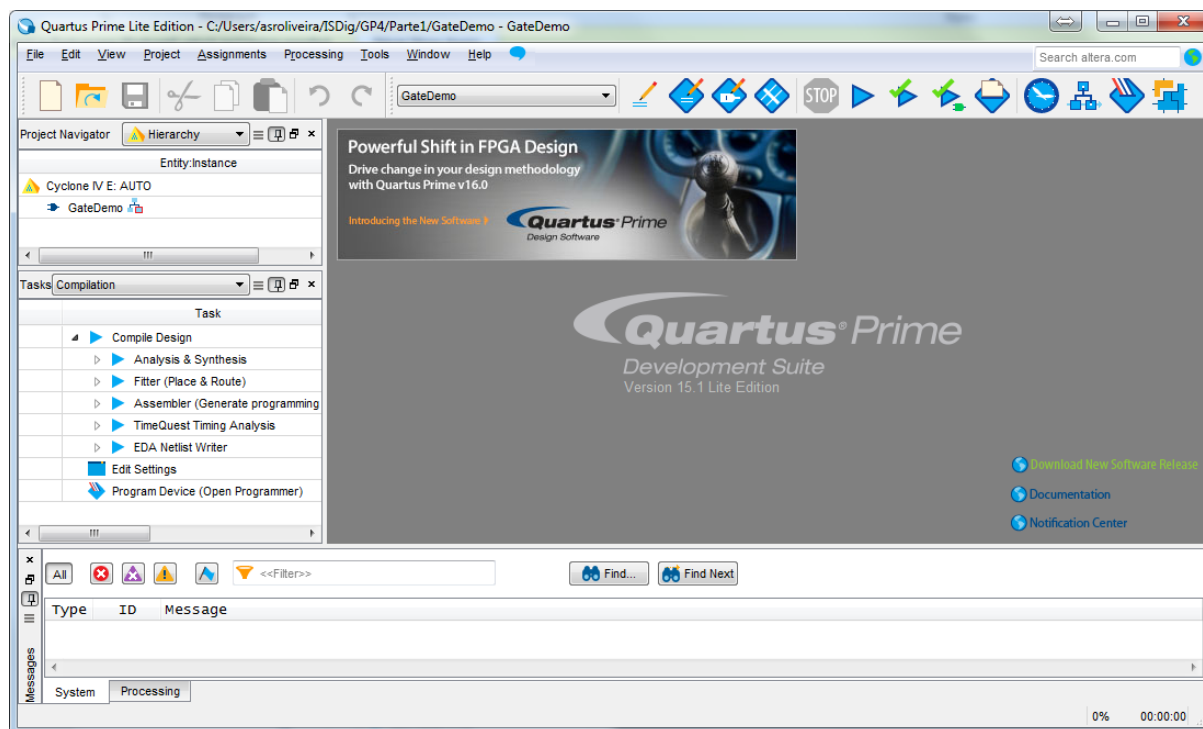 Quartus Prime Lite Edition - C:/Users/asroliveira/ISDig/GP4/Parte1/GateDemo - GateDemo
File Edit View Project Assignments Processing Tools Window Help
Search altera.com
GateDemo
STOP
Project Navigator Hierarchy
Entity:Instance
Cyclone IV E: AUTO
GateDemo
Tasks Compilation
Task
Compile Design
Analysis & Synthesis
Fitter (Place & Route)
Assembler (Generate programming
TimeQuest Timing Analysis
EDA Netlist Writer
Edit Settings
Program Device (Open Programmer)
Powerful Shift in FPGA Design
Drive change in your design methodology
with Quartus Prime v16.0
Introducing the New Software
Quartus Prime
Design Software
Quartus® Prime
Development Suite
Version 15.1 Lite Edition
Download New Software Release
Documentation
Notification Center
All <<Filter>> Find... Find Next
Type ID Message
Messages
System Processing
0% 00:00:00